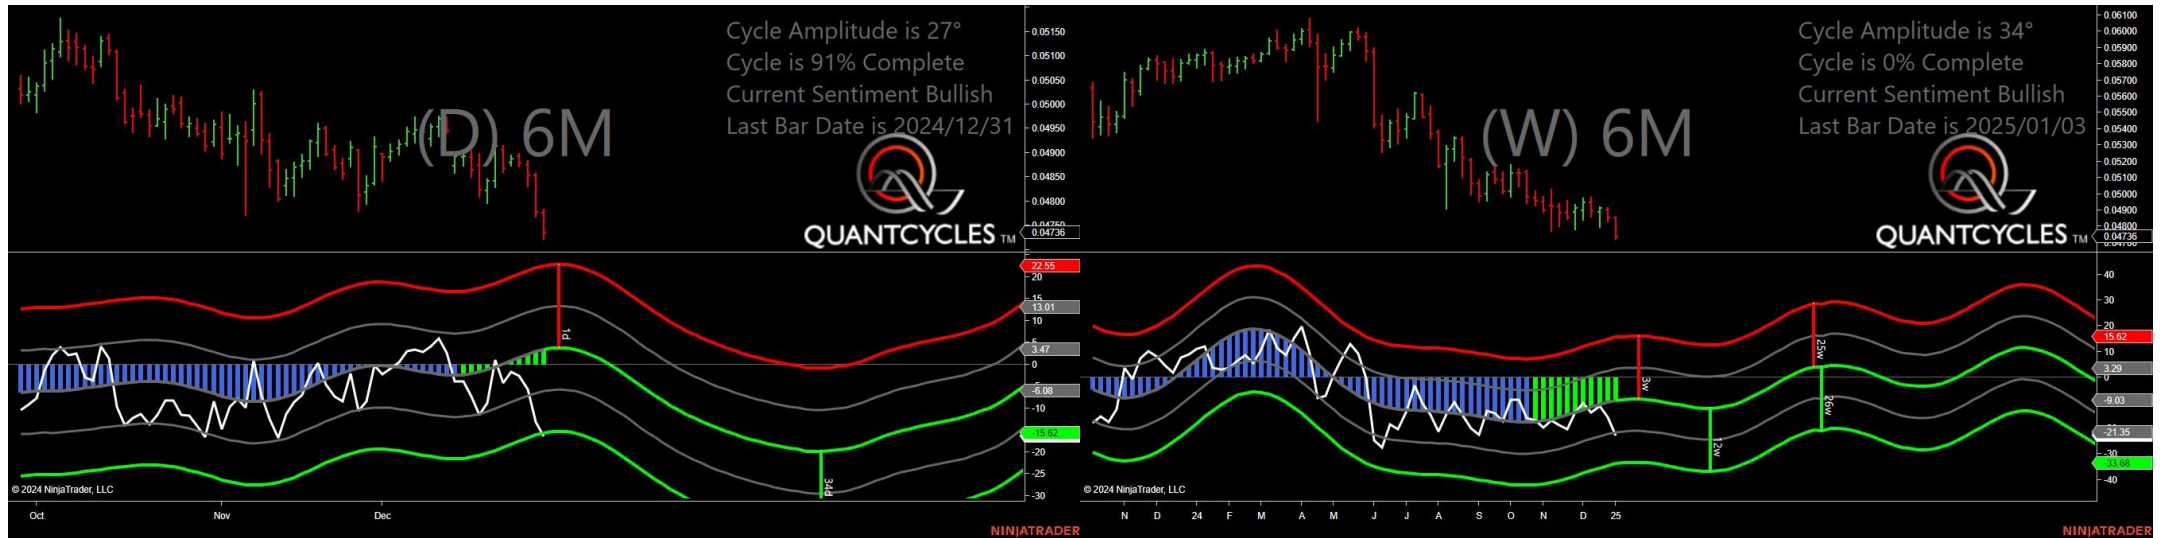 Cycle Amplitude is 27°
Cycle is 91% Complete
Current Sentiment Bullish
Last Bar Date is 2024/12/31
(D) 6M
QUANTCYCLES TM
0.05150
0.05100
0.05050
0.05000
0.04950
0.04900
0.04850
0.04800
0.04736
22.55
20
15
13.01
10
3.47
0
-6.08
-10
-15.62
-20
-25
-30
1d
34d
© 2024 NinjaTrader, LLC
Oct Nov Dec
NINJATRADER
Cycle Amplitude is 34°
Cycle is 0% Complete
Current Sentiment Bullish
Last Bar Date is 2025/01/03
(W) 6M
QUANTCYCLES TM
0.06100
0.06000
0.05900
0.05800
0.05700
0.05600
0.05500
0.05400
0.05300
0.05200
0.05100
0.05000
0.04900
0.04800
0.04736
40
30
20
15.62
10
3.29
0
-9.03
-21.35
-30
-33.68
-40
3w
12w
25w
26w
© 2024 NinjaTrader, LLC
N D 24 F M A M J J A S O N D 25
NINJATRADER